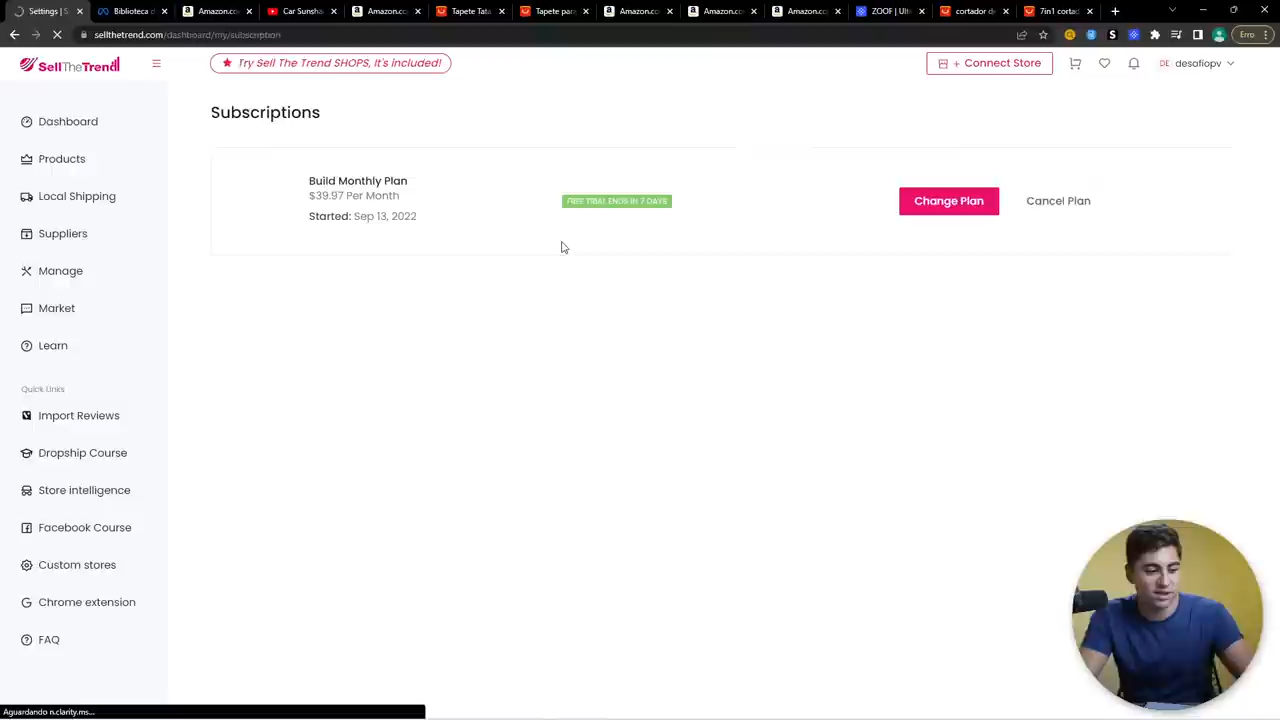 Settings | S
Biblioteca d
Amazon.co
Car Sunsha
Amazon.co
Tapete Tata
Tapete par
Amazon.co
Amazon.co
Amazon.co
ZOOF | Ult
cortador d
7in1 cortad
sellthetrend.com/dashboard/my/subscription
Erro
SellTheTrend
Try Sell The Trend SHOPS, It's included!
+ Connect Store
DE desafiopv
Dashboard
Products
Local Shipping
Suppliers
Manage
Market
Learn
Quick Links
Import Reviews
Dropship Course
Store intelligence
Facebook Course
Custom stores
Chrome extension
FAQ
Subscriptions
Build Monthly Plan
$39.97 Per Month
Started: Sep 13, 2022
FREE TRIAL ENDS IN 7 DAYS
Change Plan
Cancel Plan
Aguardando n.clarity.ms...